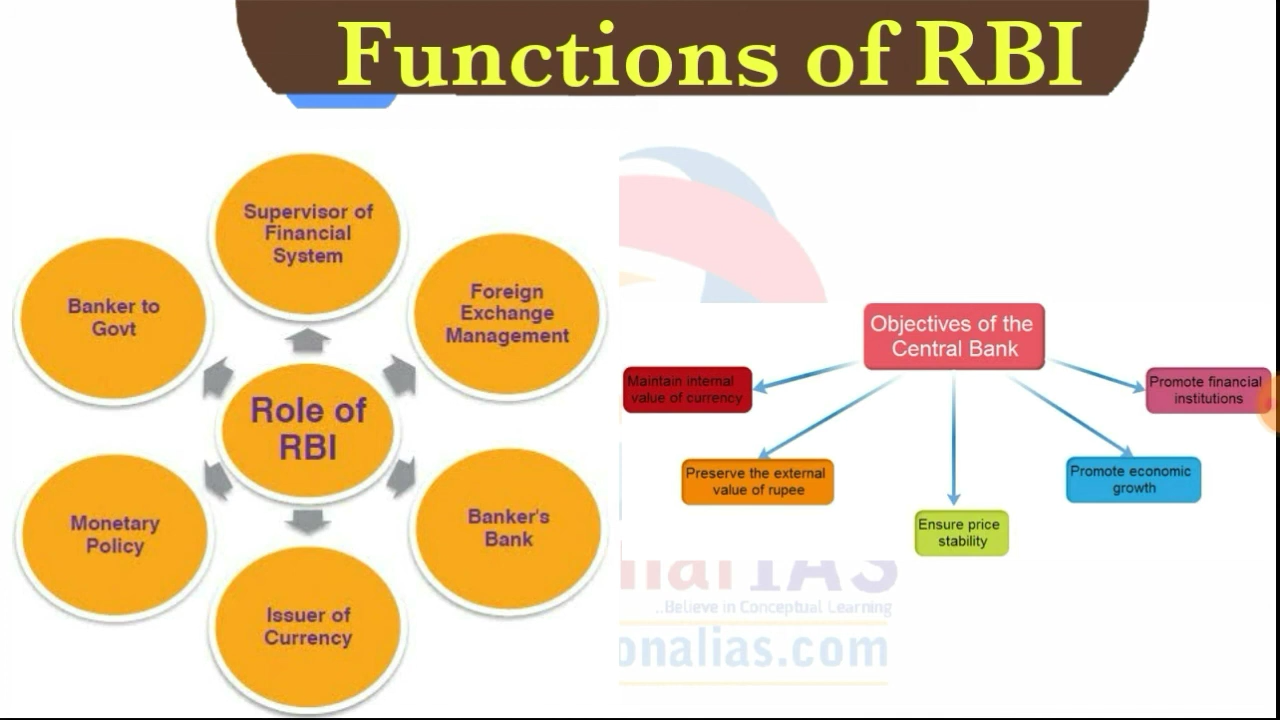 Functions of RBI
Supervisor of
Financial
System
Banker to
Govt
Foreign
Exchange
Management
Role of
RBI
Monetary
Policy
Banker's
Bank
Issuer of
Currency
Objectives of the
Central Bank
Maintain internal
value of currency
Promote financial
institutions
Preserve the external
value of rupee
Promote economic
growth
Ensure price
stability
IAS
..Believe in Conceptual Learning
onalias.com